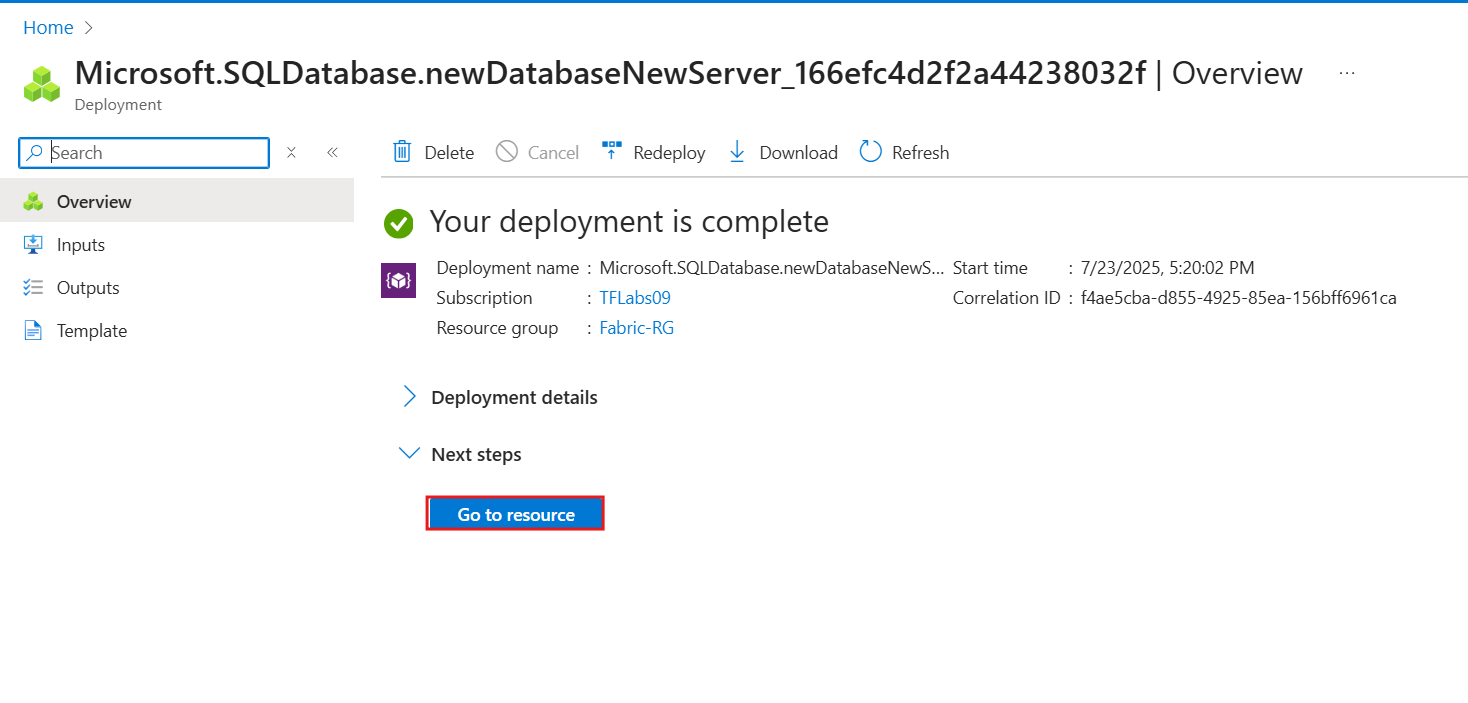 Home
Microsoft.SQLDatabase.newDatabaseNewServer_166efc4d2f2a44238032f | Overview ...
Deployment
Search
Delete Cancel Redeploy Download Refresh
Overview
Inputs
Outputs
Template
Your deployment is complete
Deployment name : Microsoft.SQLDatabase.newDatabaseNewS... Start time : 7/23/2025, 5:20:02 PM
Subscription : TFLabs09 Correlation ID : f4ae5cba-d855-4925-85ea-156bff6961ca
Resource group : Fabric-RG
Deployment details
Next steps
Go to resource